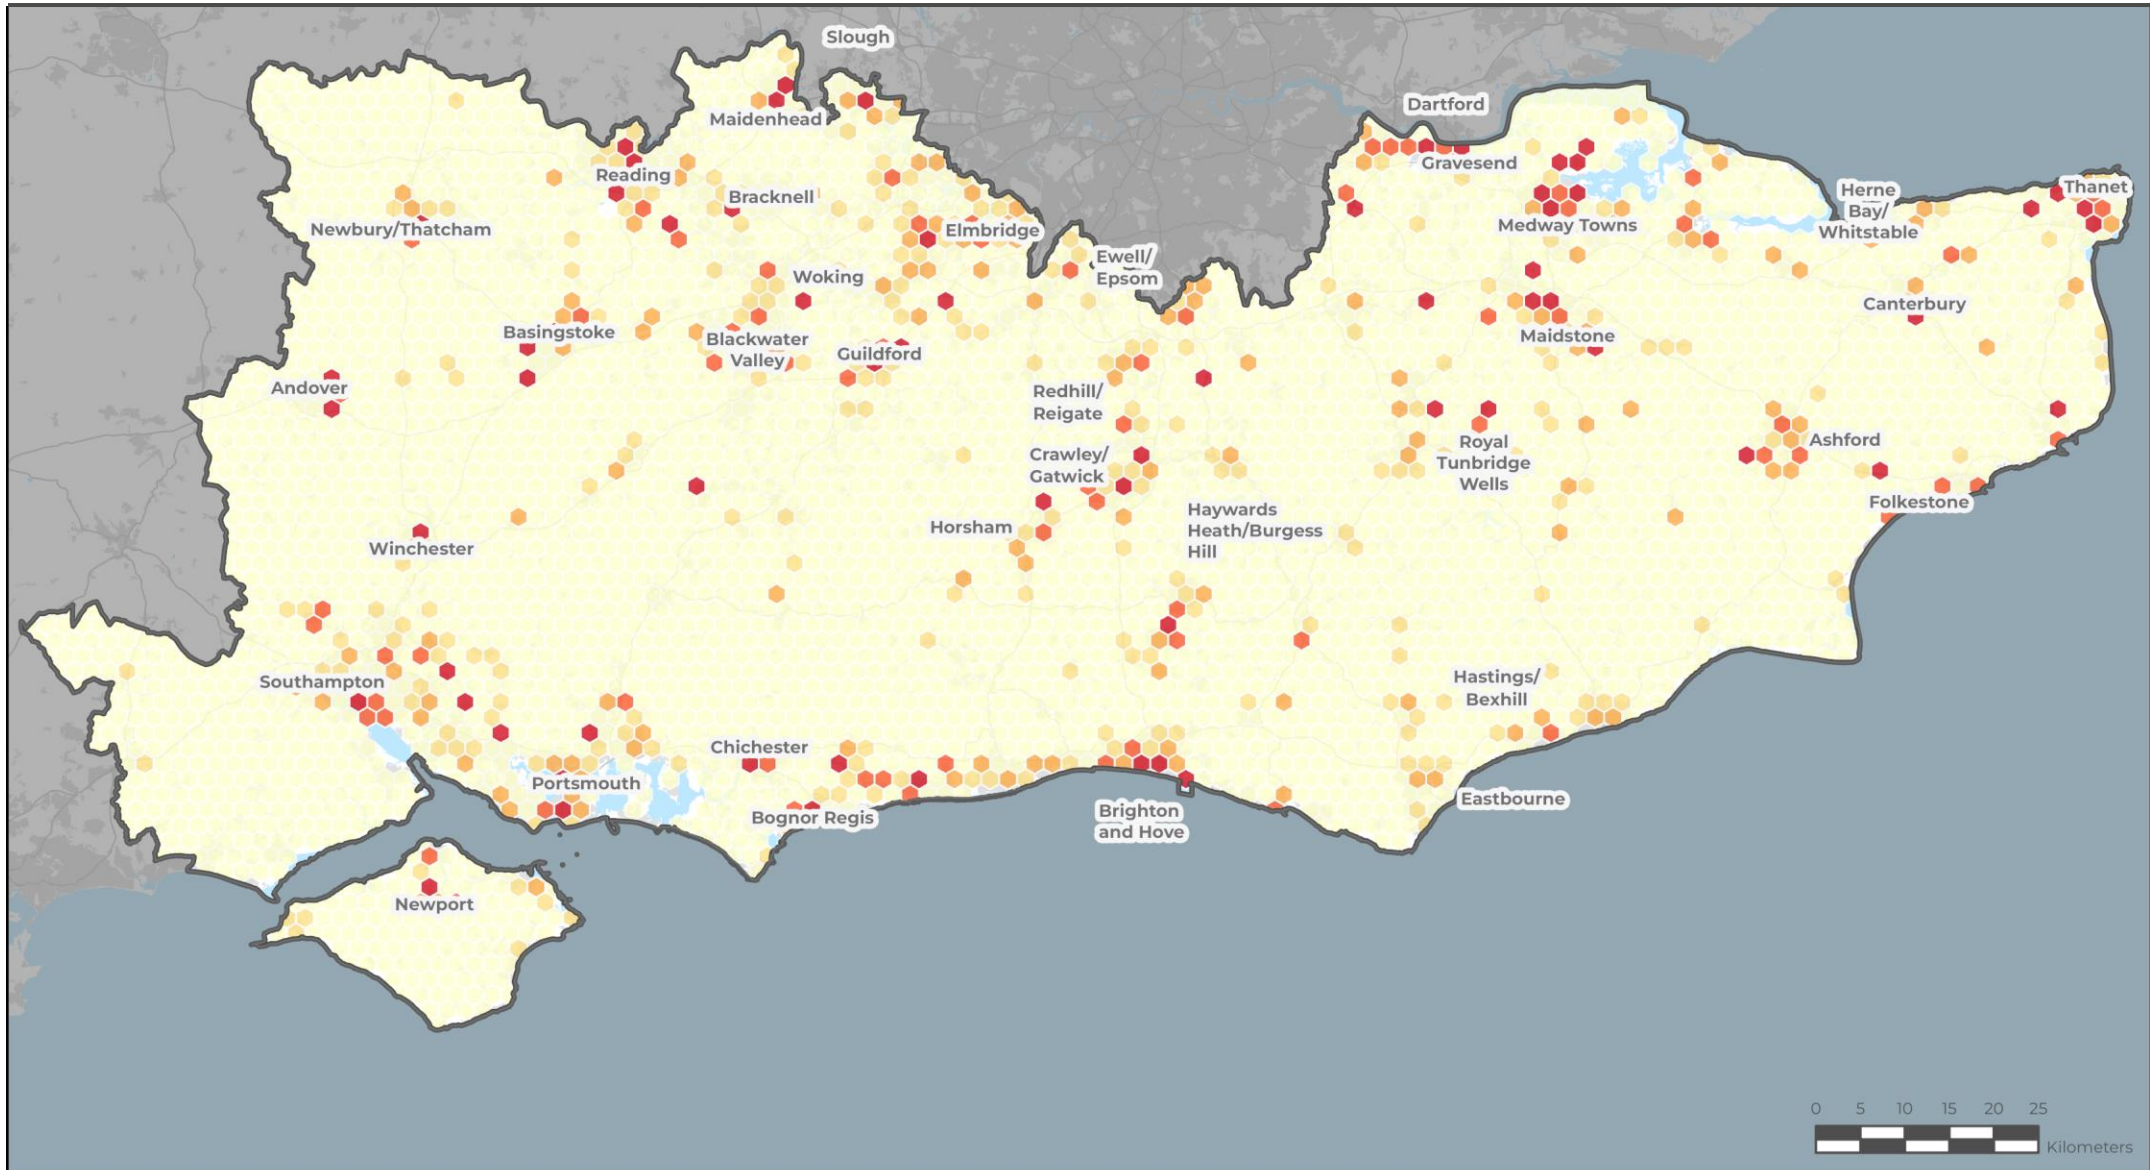 Slough
Maidenhead
Dartford
Gravesend
Reading
Bracknell
Newbury/Thatcham
Elmbridge
Medway Towns
Herne
Bay/
Whitstable
Thanet
Ewell/
Epsom
Woking
Canterbury
Basingstoke
Blackwater
Valley
Guildford
Maidstone
Andover
Redhill/
Reigate
Crawley/
Gatwick
Royal
Tunbridge
Wells
Ashford
Folkestone
Winchester
Horsham
Haywards
Heath/Burgess
Hill
Southampton
Hastings/
Bexhill
Chichester
Portsmouth
Bognor Regis
Brighton
and Hove
Eastbourne
Newport
0 5 10 15 20 25
Kilometers